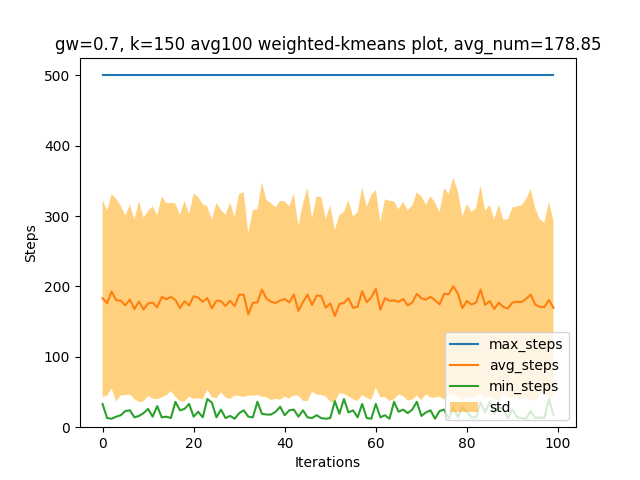 gw=0.7, k=150 avg100 weighted-kmeans plot, avg_num=178.85
500
400
300
200
100
0
Steps
0 20 40 60 80 100
Iterations
max_steps
avg_steps
min_steps
std